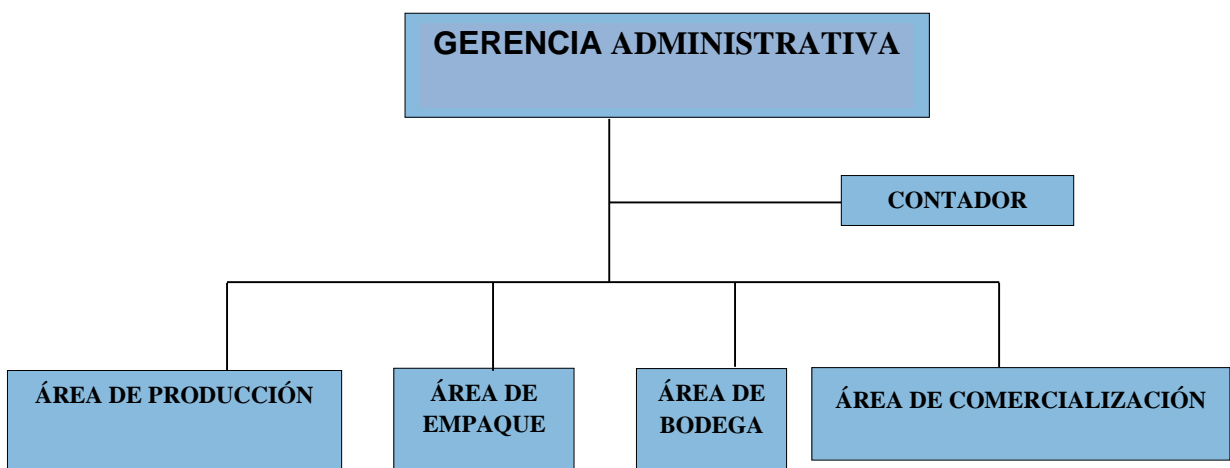 GERENCIA ADMINISTRATIVA
CONTADOR
ÁREA DE PRODUCCIÓN
ÁREA DE
EMPAQUE
ÁREA DE
BODEGA
ÁREA DE COMERCIALIZACIÓN